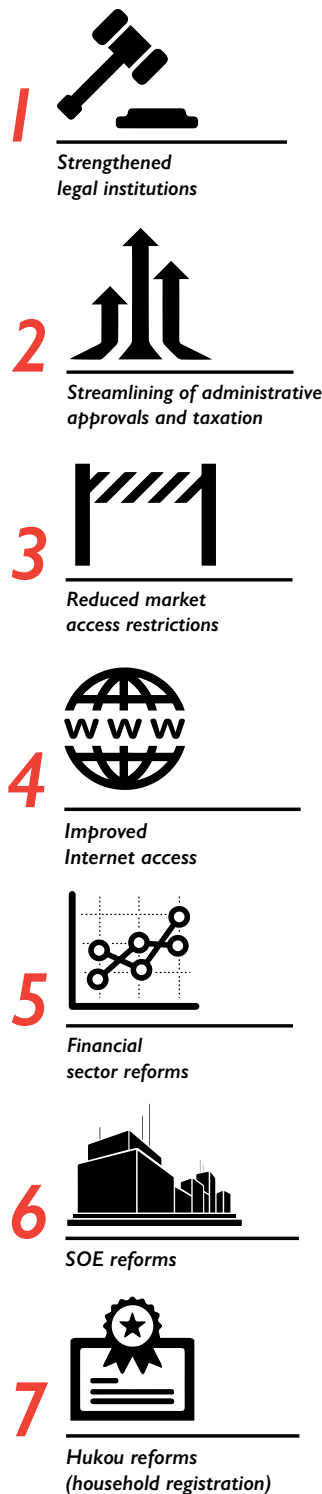 1
Strengthened
legal institutions
2
Streamlining of administrative
approvals and taxation
3
Reduced market
access restrictions
W W W
4
Improved
Internet access
5
Financial
sector reforms
6
SOE reforms
7
Hukou reforms
(household registration)